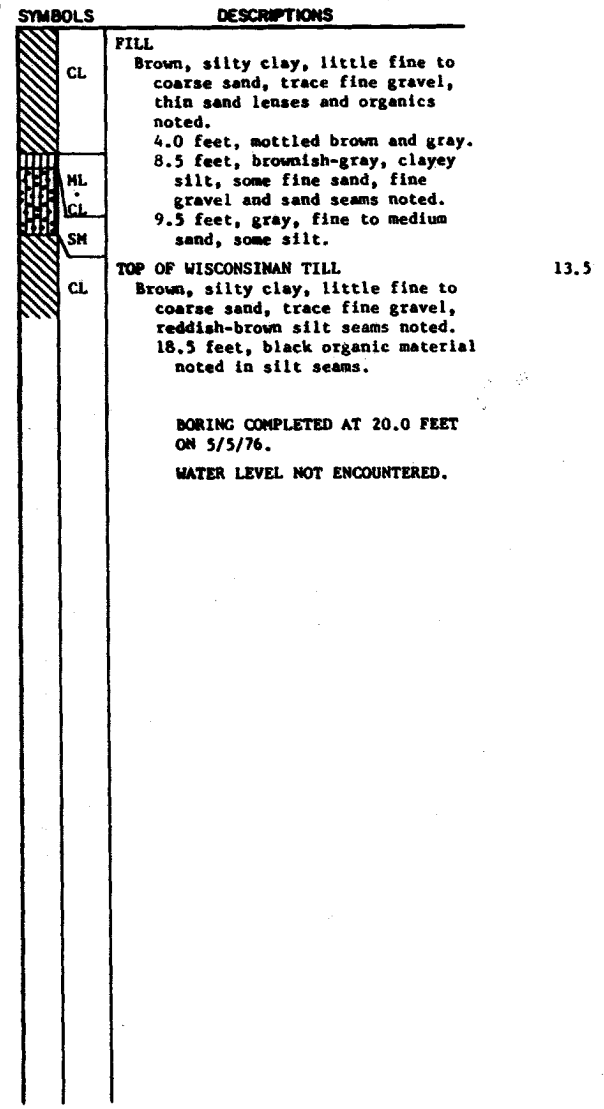 SYMBOLS DESCRIPTIONS
FILL
CL Brown, silty clay, little fine to
coarse sand, trace fine gravel,
thin sand lenses and organics
noted.
4.0 feet, mottled brown and gray.
8.5 feet, brownish-gray, clayey
ML silt, some fine sand, fine
gravel and sand seams noted.
CL 9.5 feet, gray, fine to medium
SM sand, some silt.
TOP OF WISCONSINAN TILL 13.5
CL Brown, silty clay, little fine to
coarse sand, trace fine gravel,
reddish-brown silt seams noted.
18.5 feet, black organic material
noted in silt seams.
BORING COMPLETED AT 20.0 FEET
ON 5/5/76.
WATER LEVEL NOT ENCOUNTERED.